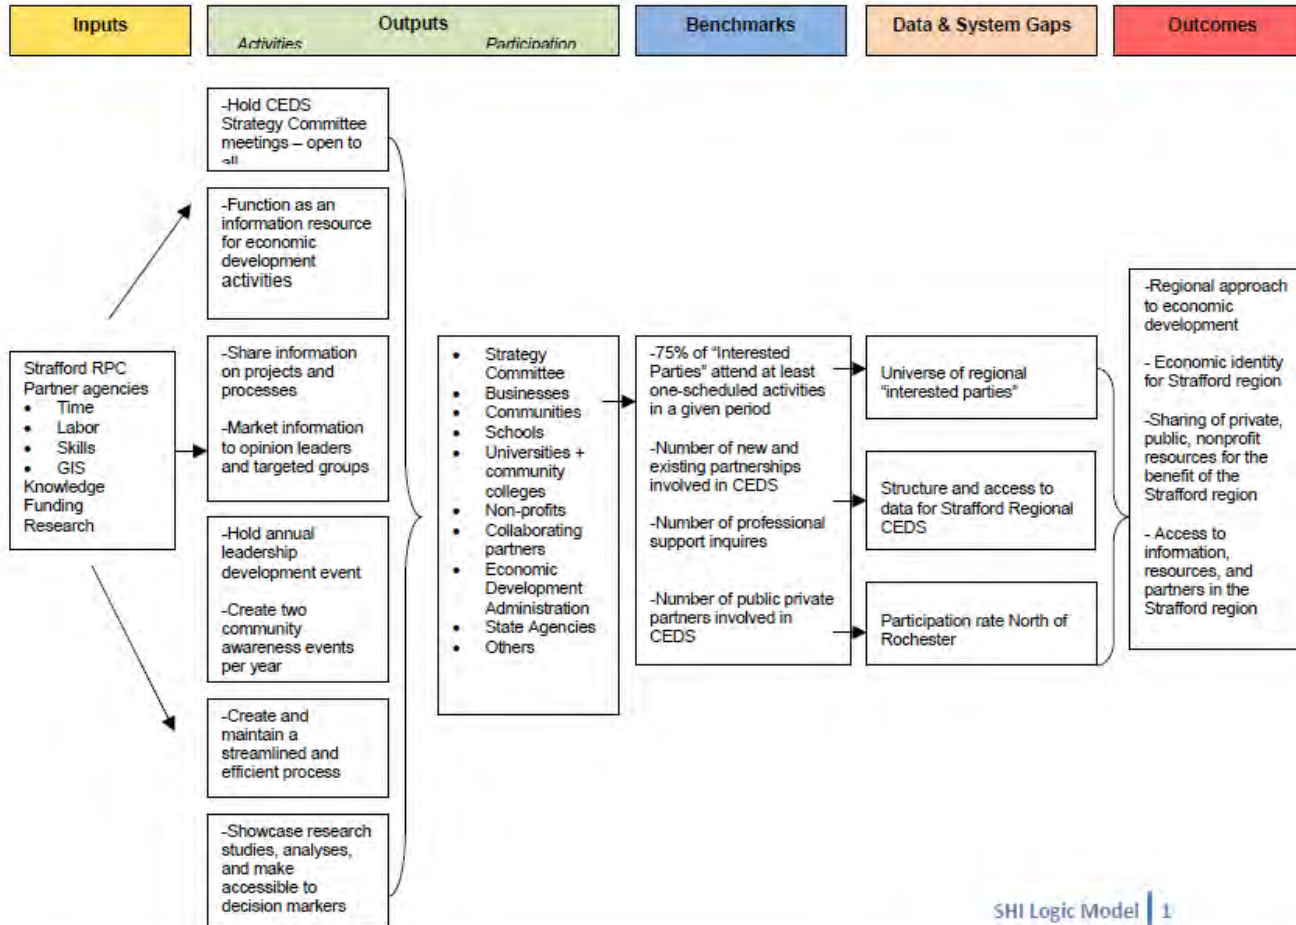 Inputs
Outputs
Activities
Participation
Benchmarks
Data & System Gaps
Outcomes
Strafford RPC
Partner agencies
• Time
• Labor
• Skills
• GIS
Knowledge
Funding
Research
-Hold CEDS
Strategy Committee
meetings – open to
all
-Function as an
information resource
for economic
development
activities
-Share information
on projects and
processes
-Market information
to opinion leaders
and targeted groups
-Hold annual
leadership
development event
-Create two
community
awareness events
per year
-Create and
maintain a
streamlined and
efficient process
-Showcase research
studies, analyses,
and make
accessible to
decision markers
• Strategy
Committee
• Businesses
• Communities
• Schools
• Universities +
community
colleges
• Non-profits
• Collaborating
partners
• Economic
Development
Administration
• State Agencies
• Others
-75% of “Interested
Parties” attend at least
one-scheduled activities
in a given period
-Number of new and
existing partnerships
involved in CEDS
-Number of professional
support inquires
-Number of public private
partners involved in
CEDS
Universe of regional
“interested parties”
Structure and access to
data for Strafford Regional
CEDS
Participation rate North of
Rochester
-Regional approach
to economic
development
- Economic identity
for Strafford region
-Sharing of private,
public, nonprofit
resources for the
benefit of the
Strafford region
- Access to
information,
resources, and
partners in the
Strafford region
SHI Logic Model | 1